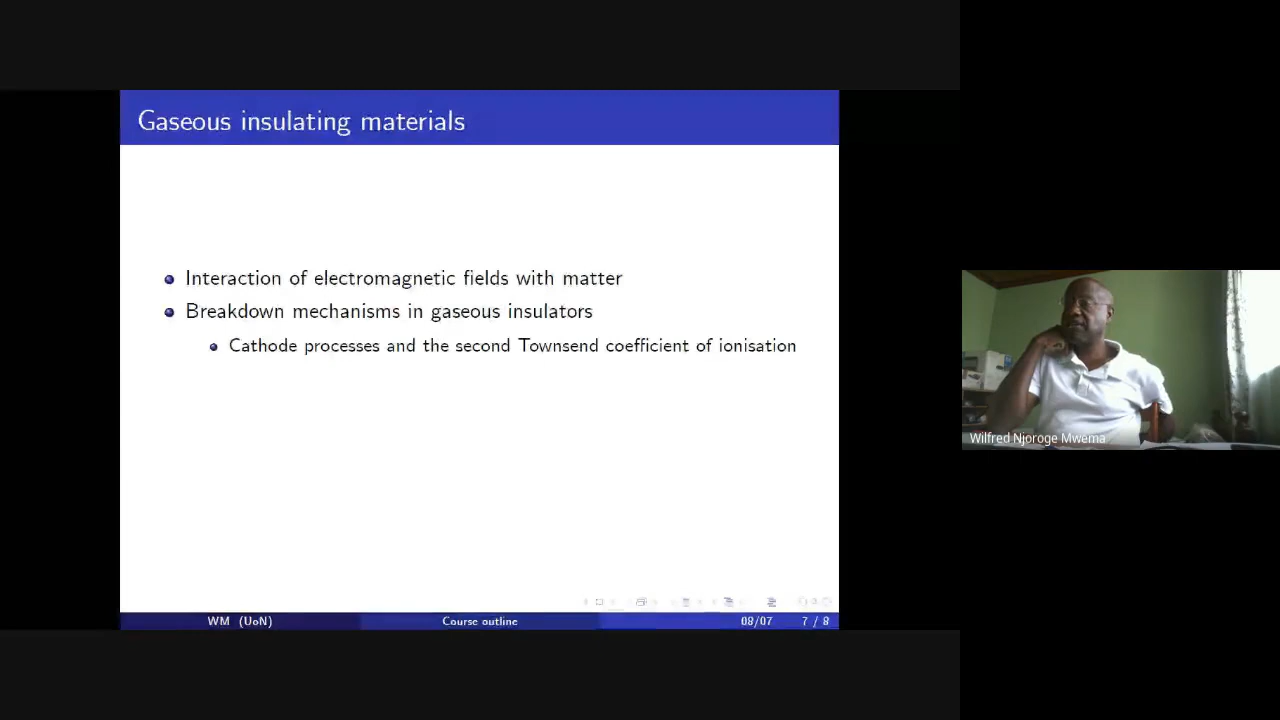 Gaseous insulating materials
Interaction of electromagnetic fields with matter
Breakdown mechanisms in gaseous insulators
Cathode processes and the second Townsend coefficient of ionisation
WM (UoN) Course outline 08/07 7 / 8
Wilfred Njoroge Mwema